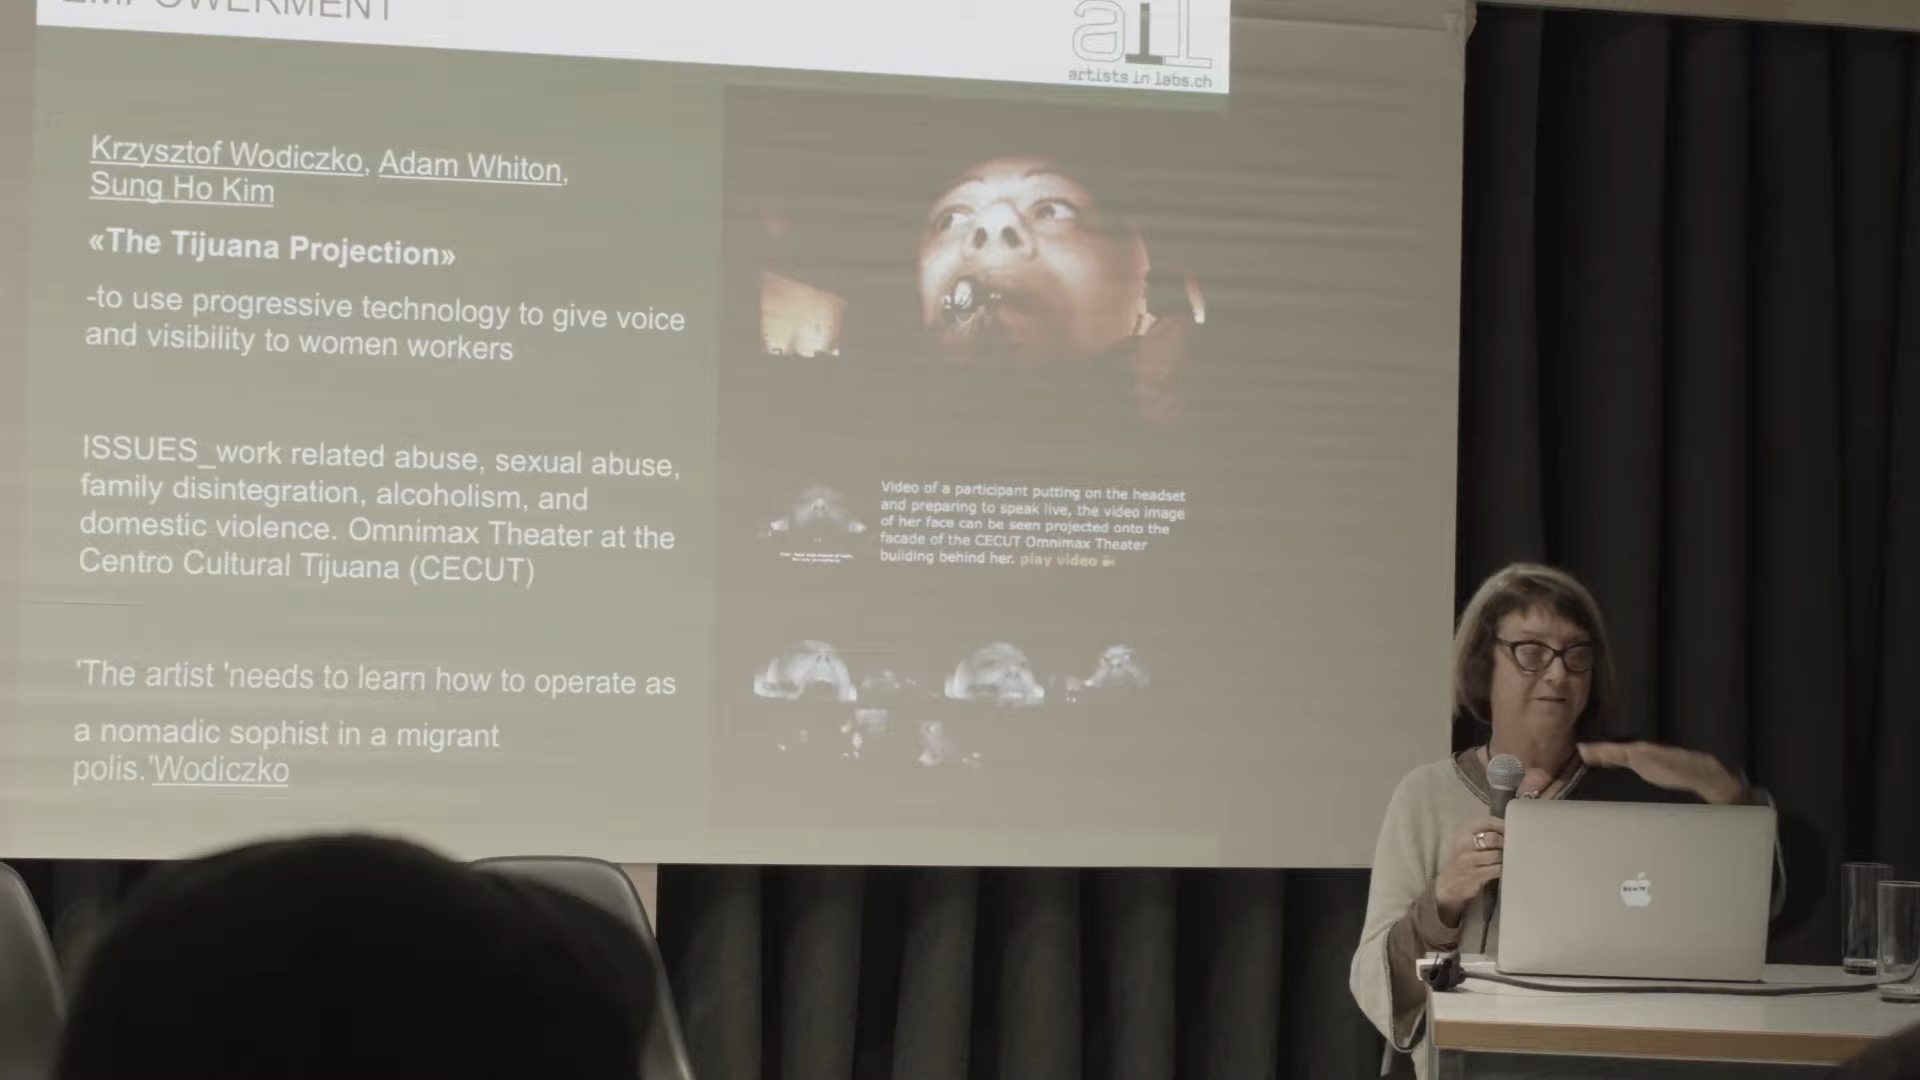 EMPOWERMENT
ail
artists in labs.ch
Krzysztof Wodiczko, Adam Whiton,
Sung Ho Kim
«The Tijuana Projection»
-to use progressive technology to give voice
and visibility to women workers
ISSUES_work related abuse, sexual abuse,
family disintegration, alcoholism, and
domestic violence. Omnimax Theater at the
Centro Cultural Tijuana (CECUT)
'The artist 'needs to learn how to operate as
a nomadic sophist in a migrant
polis.'Wodiczko
Video of a participant putting on the headset
and preparing to speak live, the video image
of her face can be seen projected onto the
facade of the CECUT Omnimax Theater
building behind her. play video